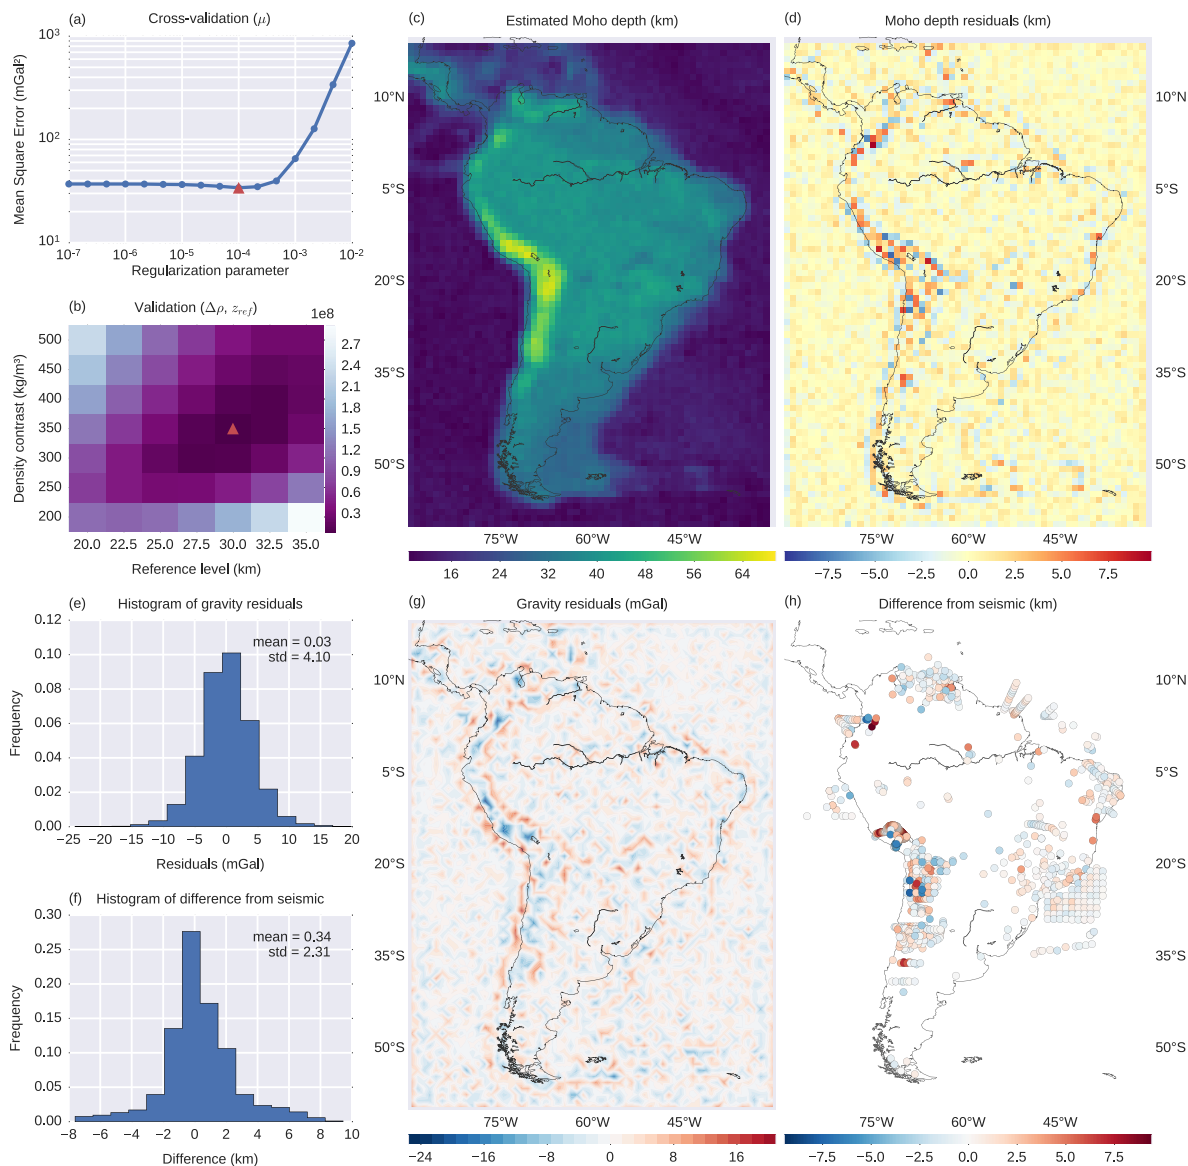 (a) Cross-validation (μ)
10³
10²
10¹
Mean Square Error (mGal²)
10⁻⁷ 10⁻⁶ 10⁻⁵ 10⁻⁴ 10⁻³ 10⁻²
Regularization parameter
(b) Validation (Δρ, z_ref)
1e8
500
450
400
350
300
250
200
Density contrast (kg/m³)
2.7
2.4
2.1
1.8
1.5
1.2
0.9
0.6
0.3
20.0 22.5 25.0 27.5 30.0 32.5 35.0
Reference level (km)
(c) Estimated Moho depth (km)
10°N
5°S
20°S
35°S
50°S
75°W 60°W 45°W
16 24 32 40 48 56 64
(d) Moho depth residuals (km)
10°N
5°S
20°S
35°S
50°S
75°W 60°W 45°W
−7.5 −5.0 −2.5 0.0 2.5 5.0 7.5
(e) Histogram of gravity residuals
mean = 0.03
std = 4.10
0.12
0.10
0.08
0.06
0.04
0.02
0.00
Frequency
−25 −20 −15 −10 −5 0 5 10 15 20
Residuals (mGal)
(f) Histogram of difference from seismic
mean = 0.34
std = 2.31
0.30
0.25
0.20
0.15
0.10
0.05
0.00
Frequency
−8 −6 −4 −2 0 2 4 6 8 10
Difference (km)
(g) Gravity residuals (mGal)
10°N
5°S
20°S
35°S
50°S
75°W 60°W 45°W
−24 −16 −8 0 8 16
(h) Difference from seismic (km)
10°N
5°S
20°S
35°S
50°S
75°W 60°W 45°W
−7.5 −5.0 −2.5 0.0 2.5 5.0 7.5